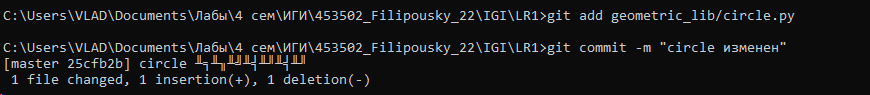 C:\Users\VLAD\Documents\Лабы\4 сем\ИГИ\453502_Filipousky_22\IGI\LR1>git add geometric_lib/circle.py
C:\Users\VLAD\Documents\Лабы\4 сем\ИГИ\453502_Filipousky_22\IGI\LR1>git commit -m "circle изменен"
[master 25cfb2b] circle
1 file changed, 1 insertion(+), 1 deletion(-)